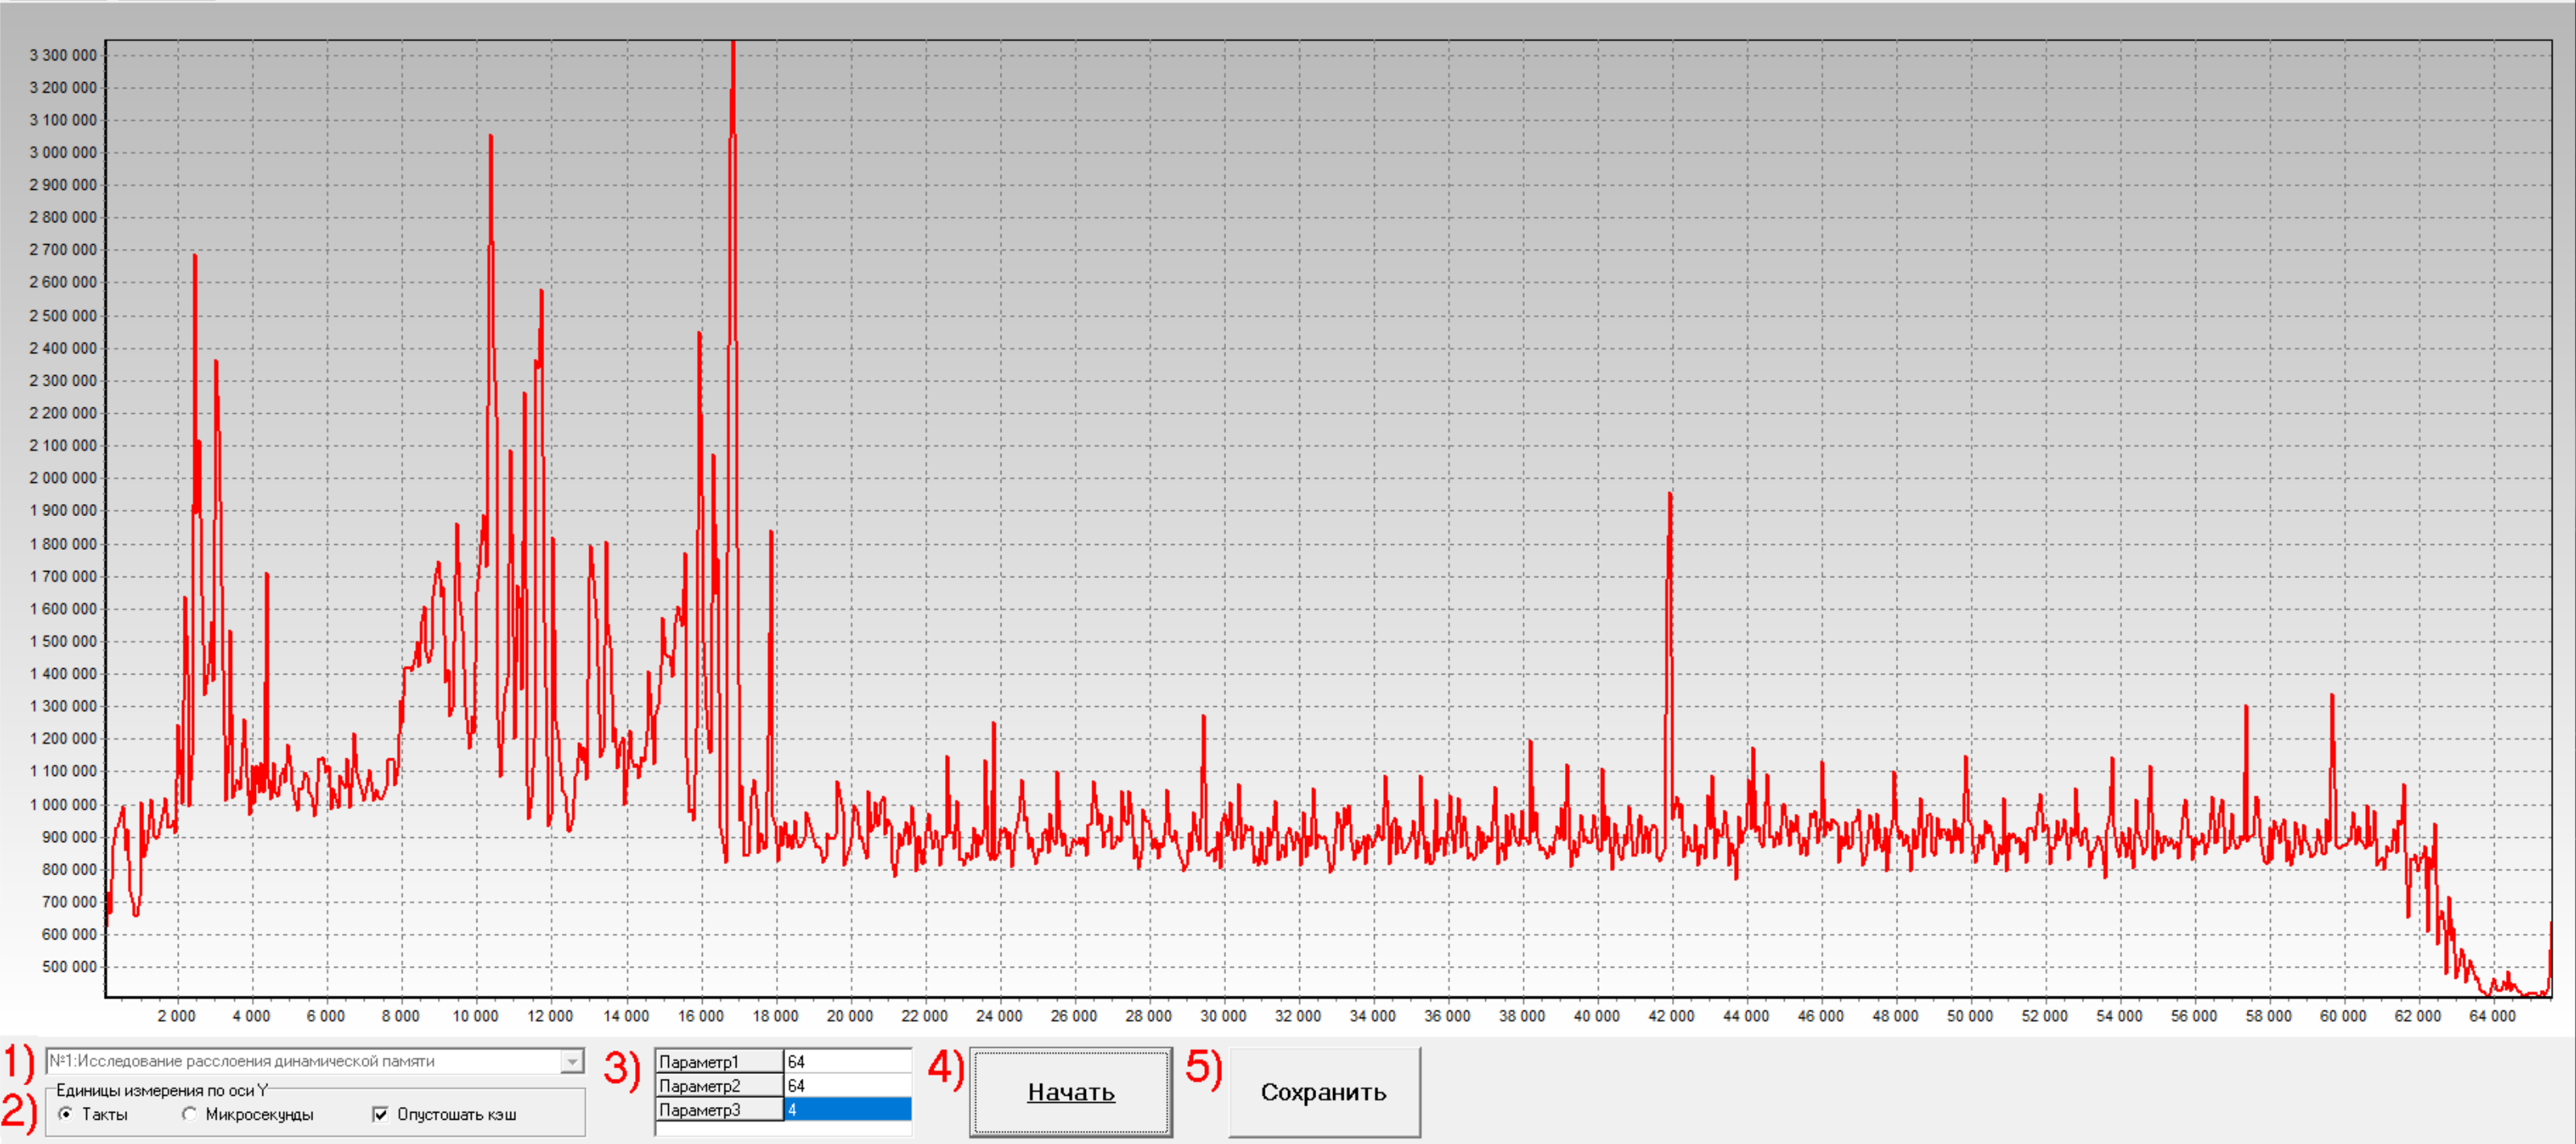 3 300 000
3 200 000
3 100 000
3 000 000
2 900 000
2 800 000
2 700 000
2 600 000
2 500 000
2 400 000
2 300 000
2 200 000
2 100 000
2 000 000
1 900 000
1 800 000
1 700 000
1 600 000
1 500 000
1 400 000
1 300 000
1 200 000
1 100 000
1 000 000
900 000
800 000
700 000
600 000
500 000
2 000 4 000 6 000 8 000 10 000 12 000 14 000 16 000 18 000 20 000 22 000 24 000 26 000 28 000 30 000 32 000 34 000 36 000 38 000 40 000 42 000 44 000 46 000 48 000 50 000 52 000 54 000 56 000 58 000 60 000 62 000 64 000
1) №1:Исследование расслоения динамической памяти
2) Единицы измерения по оси Y
Такты Микросекунды Опустошать кэш
3) Параметр1 64
Параметр2 64
Параметр3 4
4) Начать
5) Сохранить